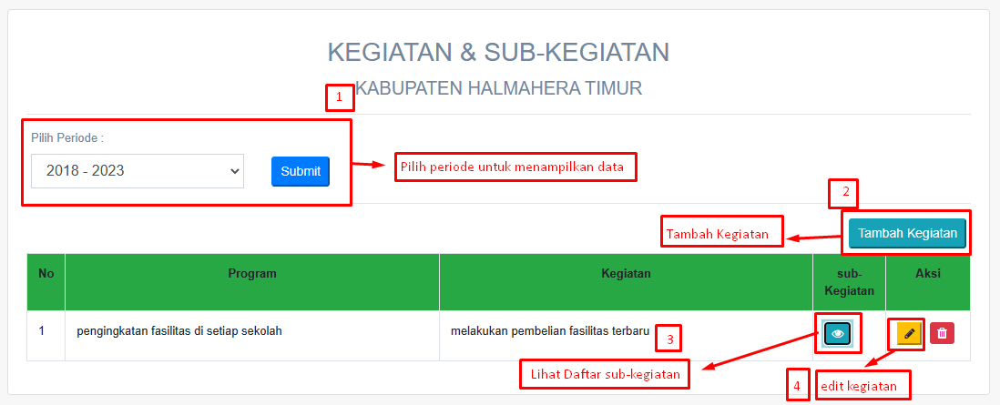 KEGIATAN & SUB-KEGIATAN
1
KABUPATEN HALMAHERA TIMUR
Pilih Periode :
2018 - 2023
Submit
Pilih periode untuk menampilkan data
2
Tambah Kegiatan
Tambah Kegiatan
No
Program
Kegiatan
sub-
Kegiatan
Aksi
1
pengingkatan fasilitas di setiap sekolah
melakukan pembelian fasilitas terbaru
3
Lihat Daftar sub-kegiatan
4
edit kegiatan